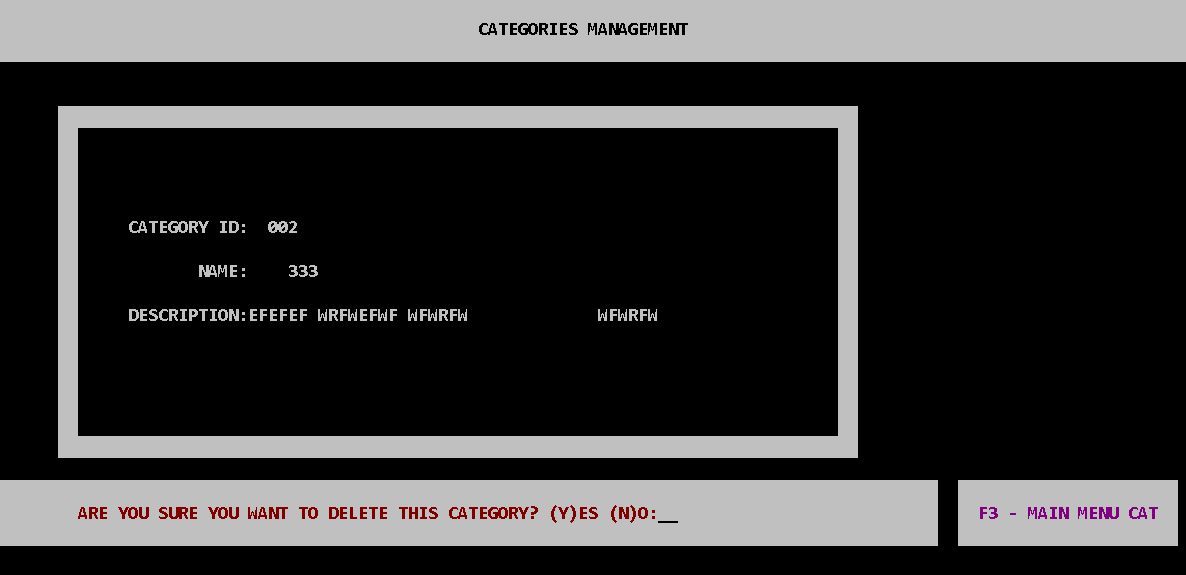 CATEGORIES MANAGEMENT
CATEGORY ID: 002
NAME: 333
DESCRIPTION:EFEFEF WRFWEFWF WFWRFW WFWRFW
ARE YOU SURE YOU WANT TO DELETE THIS CATEGORY? (Y)ES (N)O:__
F3 - MAIN MENU CAT